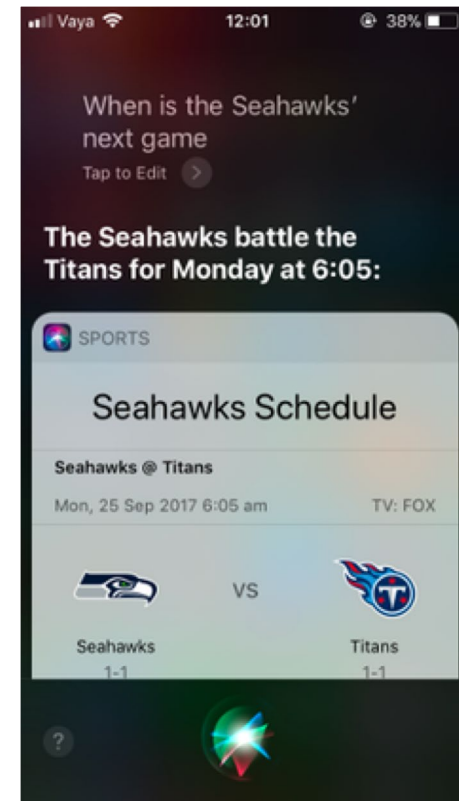 Vaya 12:01 38%
When is the Seahawks’
next game
Tap to Edit
The Seahawks battle the
Titans for Monday at 6:05:
SPORTS
Seahawks Schedule
Seahawks @ Titans
Mon, 25 Sep 2017 6:05 am TV: FOX
VS
Seahawks Titans
1-1 1-1
?